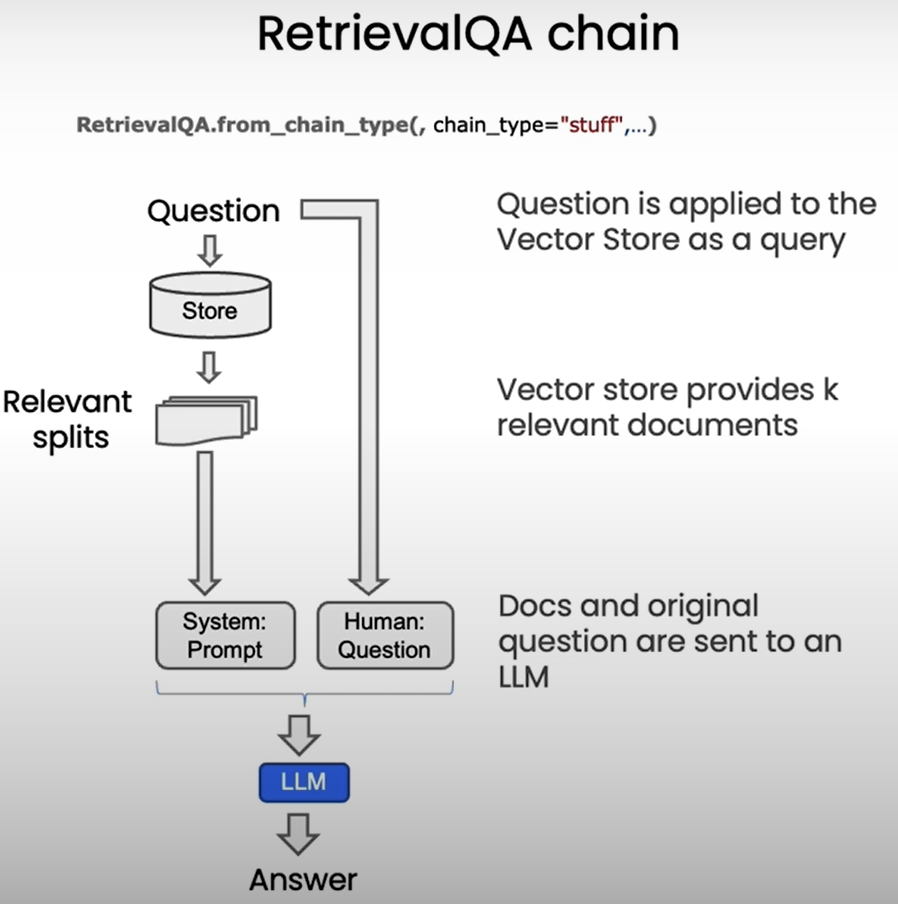 RetrievalQA chain
RetrievalQA.from_chain_type(, chain_type="stuff",...)
Question
Question is applied to the
Vector Store as a query
Store
Relevant
splits
Vector store provides k
relevant documents
System:
Prompt
Human:
Question
Docs and original
question are sent to an
LLM
LLM
Answer